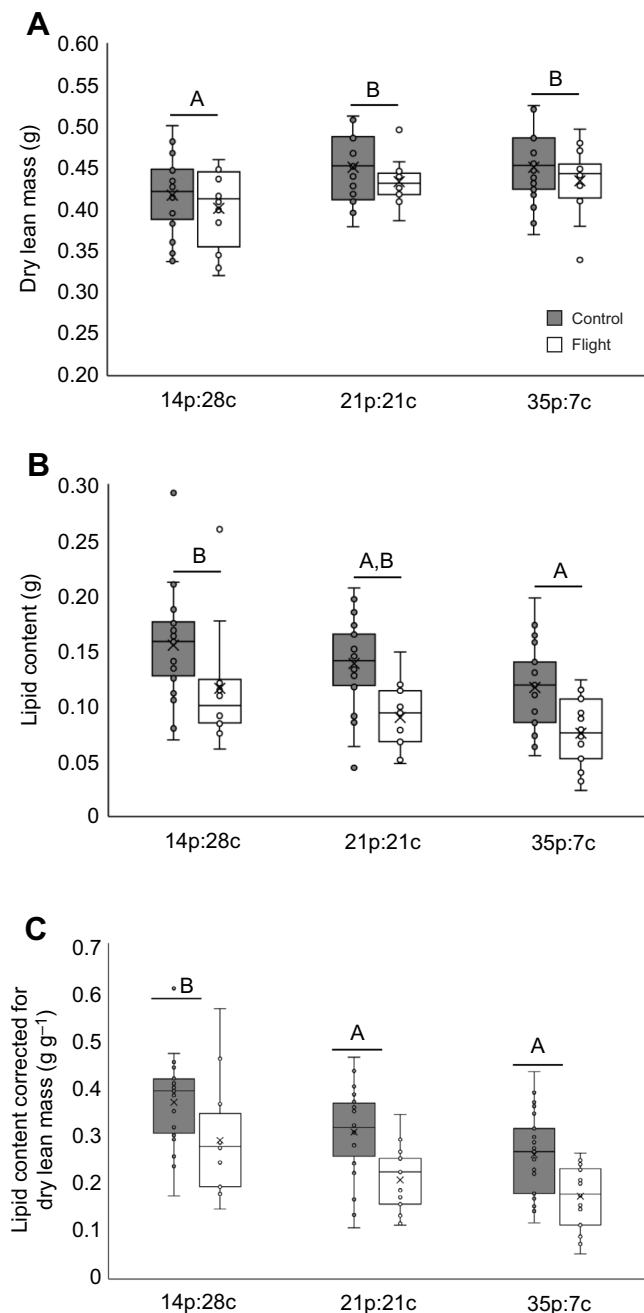 A
0.60
0.55
0.50
0.45
0.40
0.35
0.30
0.25
0.20
Dry lean mass (g)
A
B
B
Control
Flight
14p:28c
21p:21c
35p:7c
B
0.30
0.25
0.20
0.15
0.10
0.05
0
Lipid content (g)
B
A,B
A
14p:28c
21p:21c
35p:7c
C
0.7
0.6
0.5
0.4
0.3
0.2
0.1
0
Lipid content corrected for
dry lean mass (g g−1)
B
A
A
14p:28c
21p:21c
35p:7c